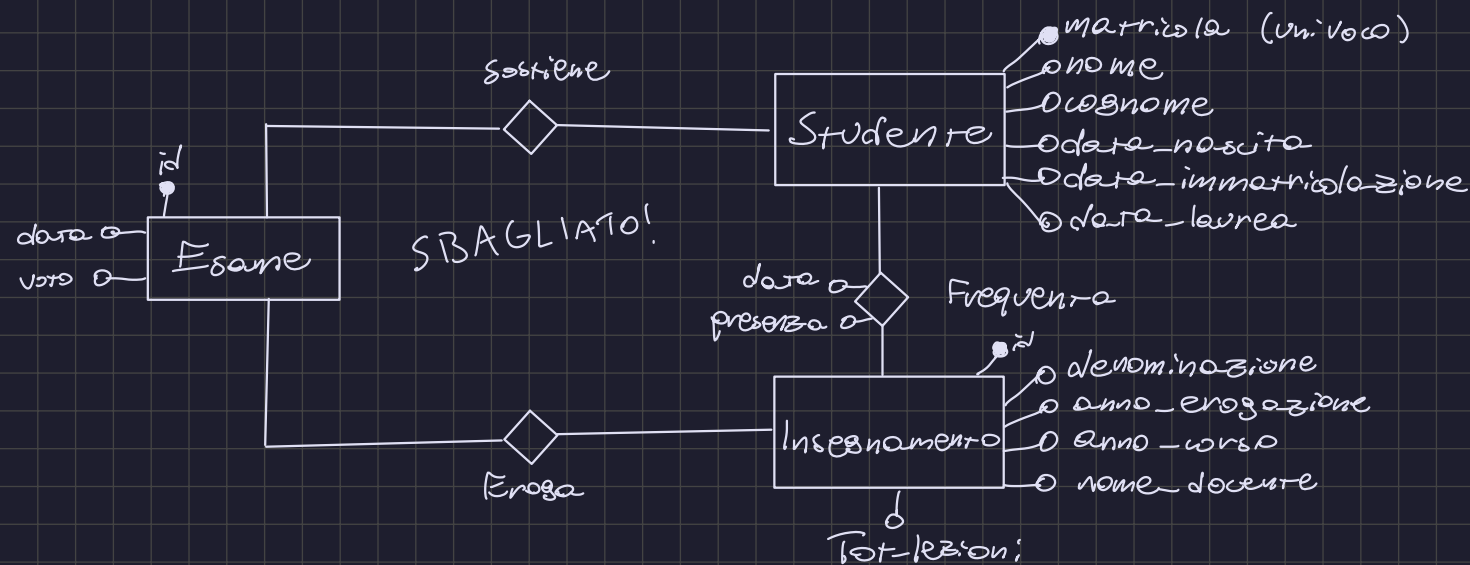 sostiene
Studente
matricola (univoco)
nome
cognome
data_nascita
data_immatricolazione
data_laurea
id
data
voto
Esame
SBAGLIATO!
data
presenza
Frequenta
id
Insegnamento
denominazione
anno_erogazione
anno_corso
nome_docente
Tot_lezioni
Eroga